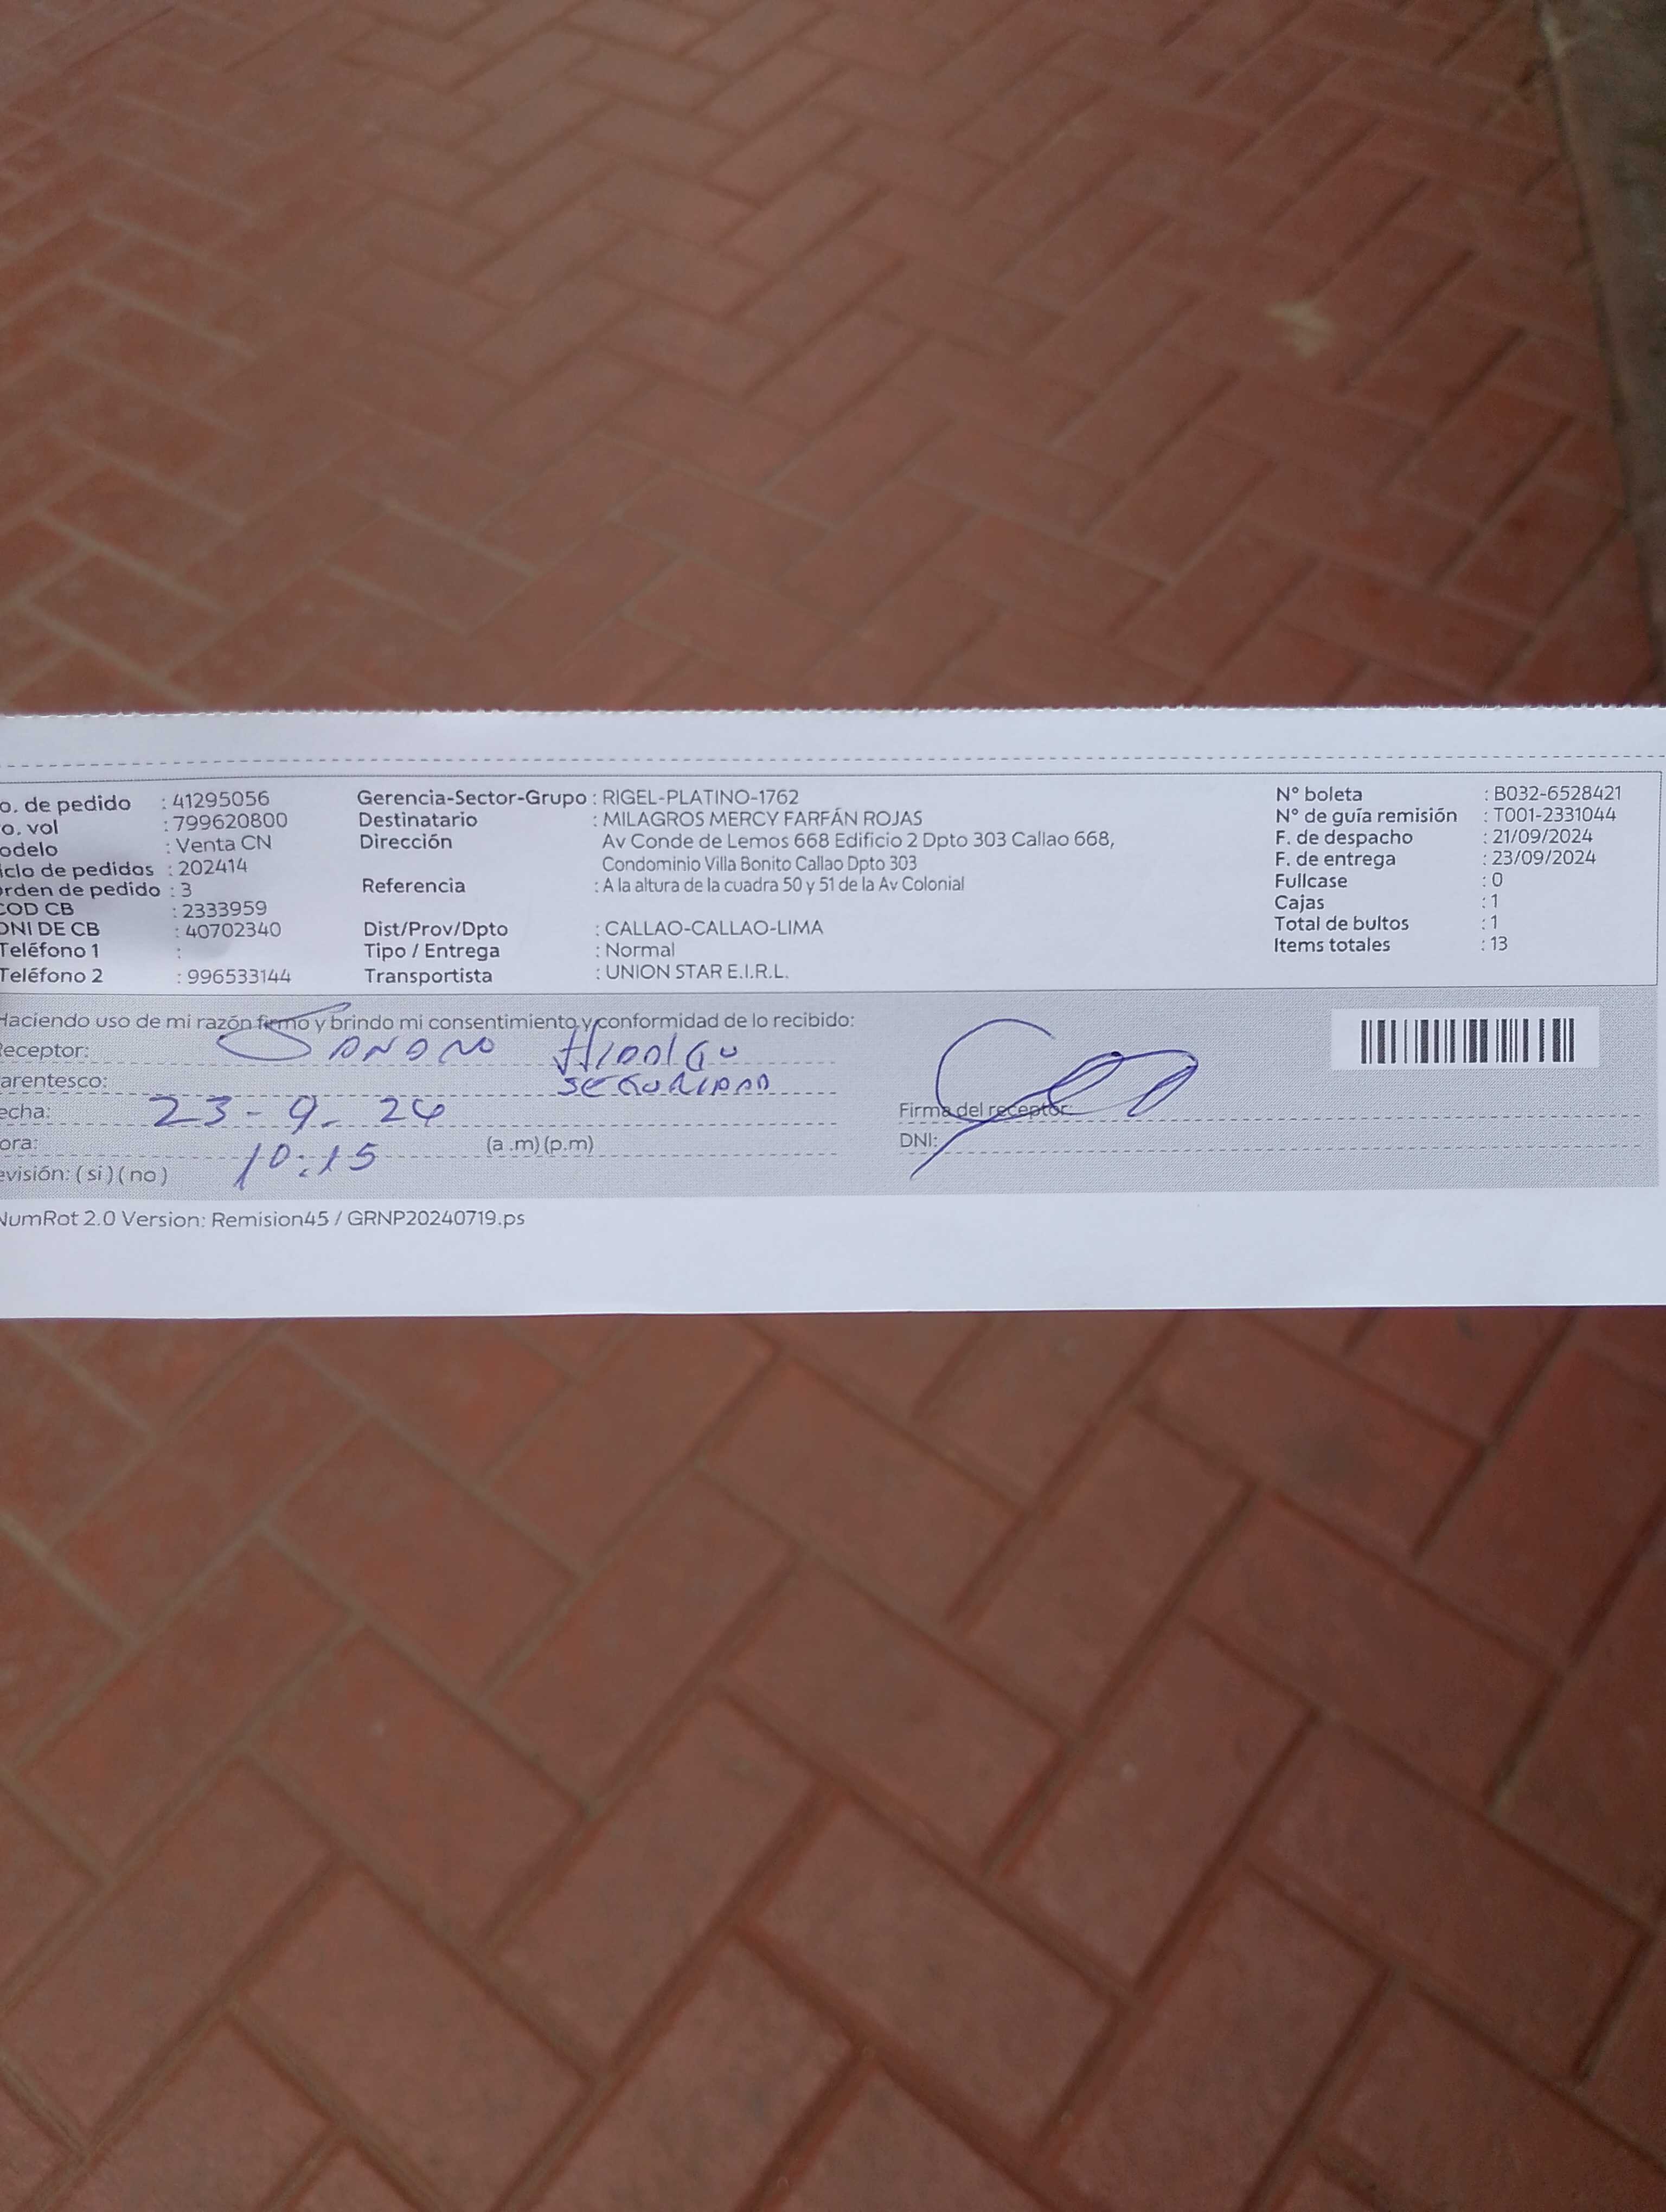 o. de pedido : 41295056
o. vol : 799620800
odelo : Venta CN
iclo de pedidos : 202414
rden de pedido : 3
COD CB : 2333959
DNI DE CB : 40702340
Teléfono 1 :
Teléfono 2 : 996533144
Gerencia-Sector-Grupo : RIGEL-PLATINO-1762
Destinatario : MILAGROS MERCY FARFÁN ROJAS
Dirección Av Conde de Lemos 668 Edificio 2 Dpto 303 Callao 668,
Condominio Villa Bonito Callao Dpto 303
Referencia : A la altura de la cuadra 50 y 51 de la Av Colonial
Dist/Prov/Dpto : CALLAO-CALLAO-LIMA
Tipo / Entrega : Normal
Transportista : UNION STAR E.I.R.L.
N° boleta : B032-6528421
N° de guía remisión : T001-2331044
F. de despacho : 21/09/2024
F. de entrega : 23/09/2024
Fullcase : 0
Cajas : 1
Total de bultos : 1
Items totales : 13
Haciendo uso de mi razón firmo y brindo mi consentimiento y conformidad de lo recibido:
Receptor: HIDALGO
arentesco: SEGURIDAD
echa: 23-9-24
ora: 10:15 (a .m) (p.m)
evisión: ( si ) ( no )
Firma del receptor:
DNI:
NumRot 2.0 Version: Remision45 / GRNP20240719.ps